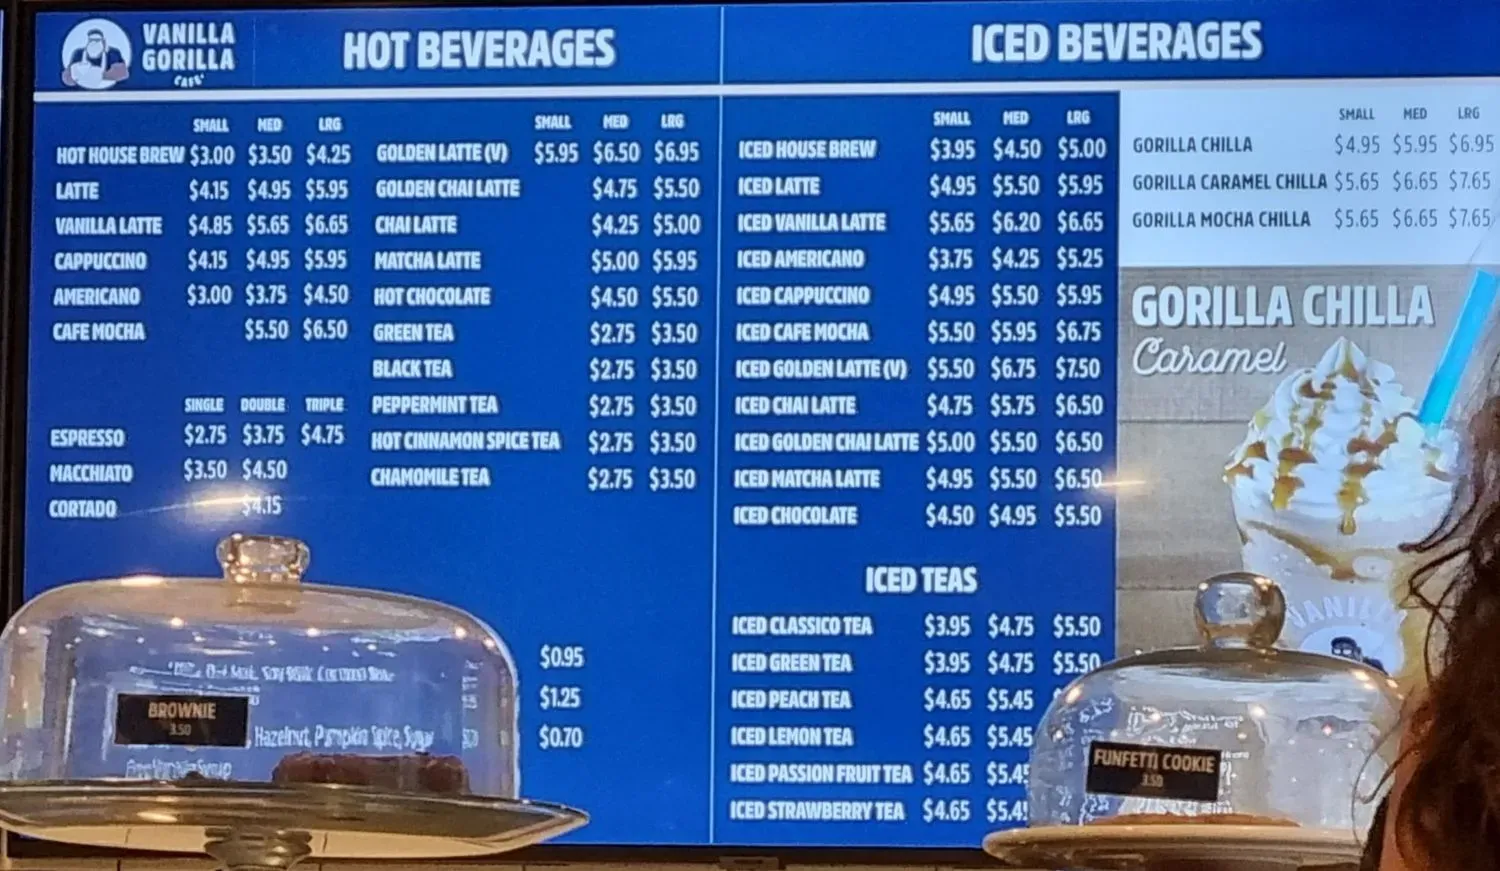 VANILLA
GORILLA
CAFE
HOT BEVERAGES
SMALL MED LRG
HOT HOUSE BREW $3.00 $3.50 $4.25
LATTE $4.15 $4.95 $5.95
VANILLA LATTE $4.85 $5.65 $6.65
CAPPUCCINO $4.15 $4.95 $5.95
AMERICANO $3.00 $3.75 $4.50
CAFE MOCHA $5.50 $6.50
SINGLE DOUBLE TRIPLE
ESPRESSO $2.75 $3.75 $4.75
MACCHIATO $3.50 $4.50
CORTADO $4.15
SMALL MED LRG
GOLDEN LATTE (V) $5.95 $6.50 $6.95
GOLDEN CHAI LATTE $4.75 $5.50
CHAI LATTE $4.25 $5.00
MATCHA LATTE $5.00 $5.95
HOT CHOCOLATE $4.50 $5.50
GREEN TEA $2.75 $3.50
BLACK TEA $2.75 $3.50
PEPPERMINT TEA $2.75 $3.50
HOT CINNAMON SPICE TEA $2.75 $3.50
CHAMOMILE TEA $2.75 $3.50
$0.95
$1.25
Hazelnut, Pumpkin Spice, $0.70
Syrup
BROWNIE
3.50
ICED BEVERAGES
SMALL MED LRG
ICED HOUSE BREW $3.95 $4.50 $5.00
ICED LATTE $4.95 $5.50 $5.95
ICED VANILLA LATTE $5.65 $6.20 $6.65
ICED AMERICANO $3.75 $4.25 $5.25
ICED CAPPUCCINO $4.95 $5.50 $5.95
ICED CAFE MOCHA $5.50 $5.95 $6.75
ICED GOLDEN LATTE (V) $5.50 $6.75 $7.50
ICED CHAI LATTE $4.75 $5.75 $6.50
ICED GOLDEN CHAI LATTE $5.00 $5.50 $6.50
ICED MATCHA LATTE $4.95 $5.50 $6.50
ICED CHOCOLATE $4.50 $4.95 $5.50
ICED TEAS
ICED CLASSICO TEA $3.95 $4.75 $5.50
ICED GREEN TEA $3.95 $4.75 $5.50
ICED PEACH TEA $4.65 $5.45
ICED LEMON TEA $4.65 $5.45
ICED PASSION FRUIT TEA $4.65 $5.45
ICED STRAWBERRY TEA $4.65 $5.4
SMALL MED LRG
GORILLA CHILLA $4.95 $5.95 $6.95
GORILLA CARAMEL CHILLA $5.65 $6.65 $7.65
GORILLA MOCHA CHILLA $5.65 $6.65 $7.65
GORILLA CHILLA
Caramel
VANILL
FUNFETTI COOKIE
3.50